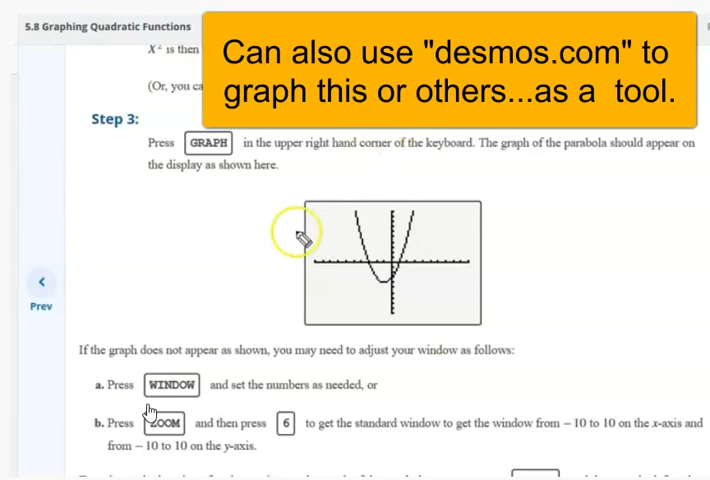 5.8 Graphing Quadratic Functions
X² is then
Can also use "desmos.com" to
graph this or others...as a tool.
(Or, you ca
Step 3:
Press GRAPH in the upper right hand corner of the keyboard. The graph of the parabola should appear on
the display as shown here.
Prev
If the graph does not appear as shown, you may need to adjust your window as follows:
a. Press WINDOW and set the numbers as needed, or
b. Press ZOOM and then press 6 to get the standard window to get the window from − 10 to 10 on the x-axis and
from − 10 to 10 on the y-axis.